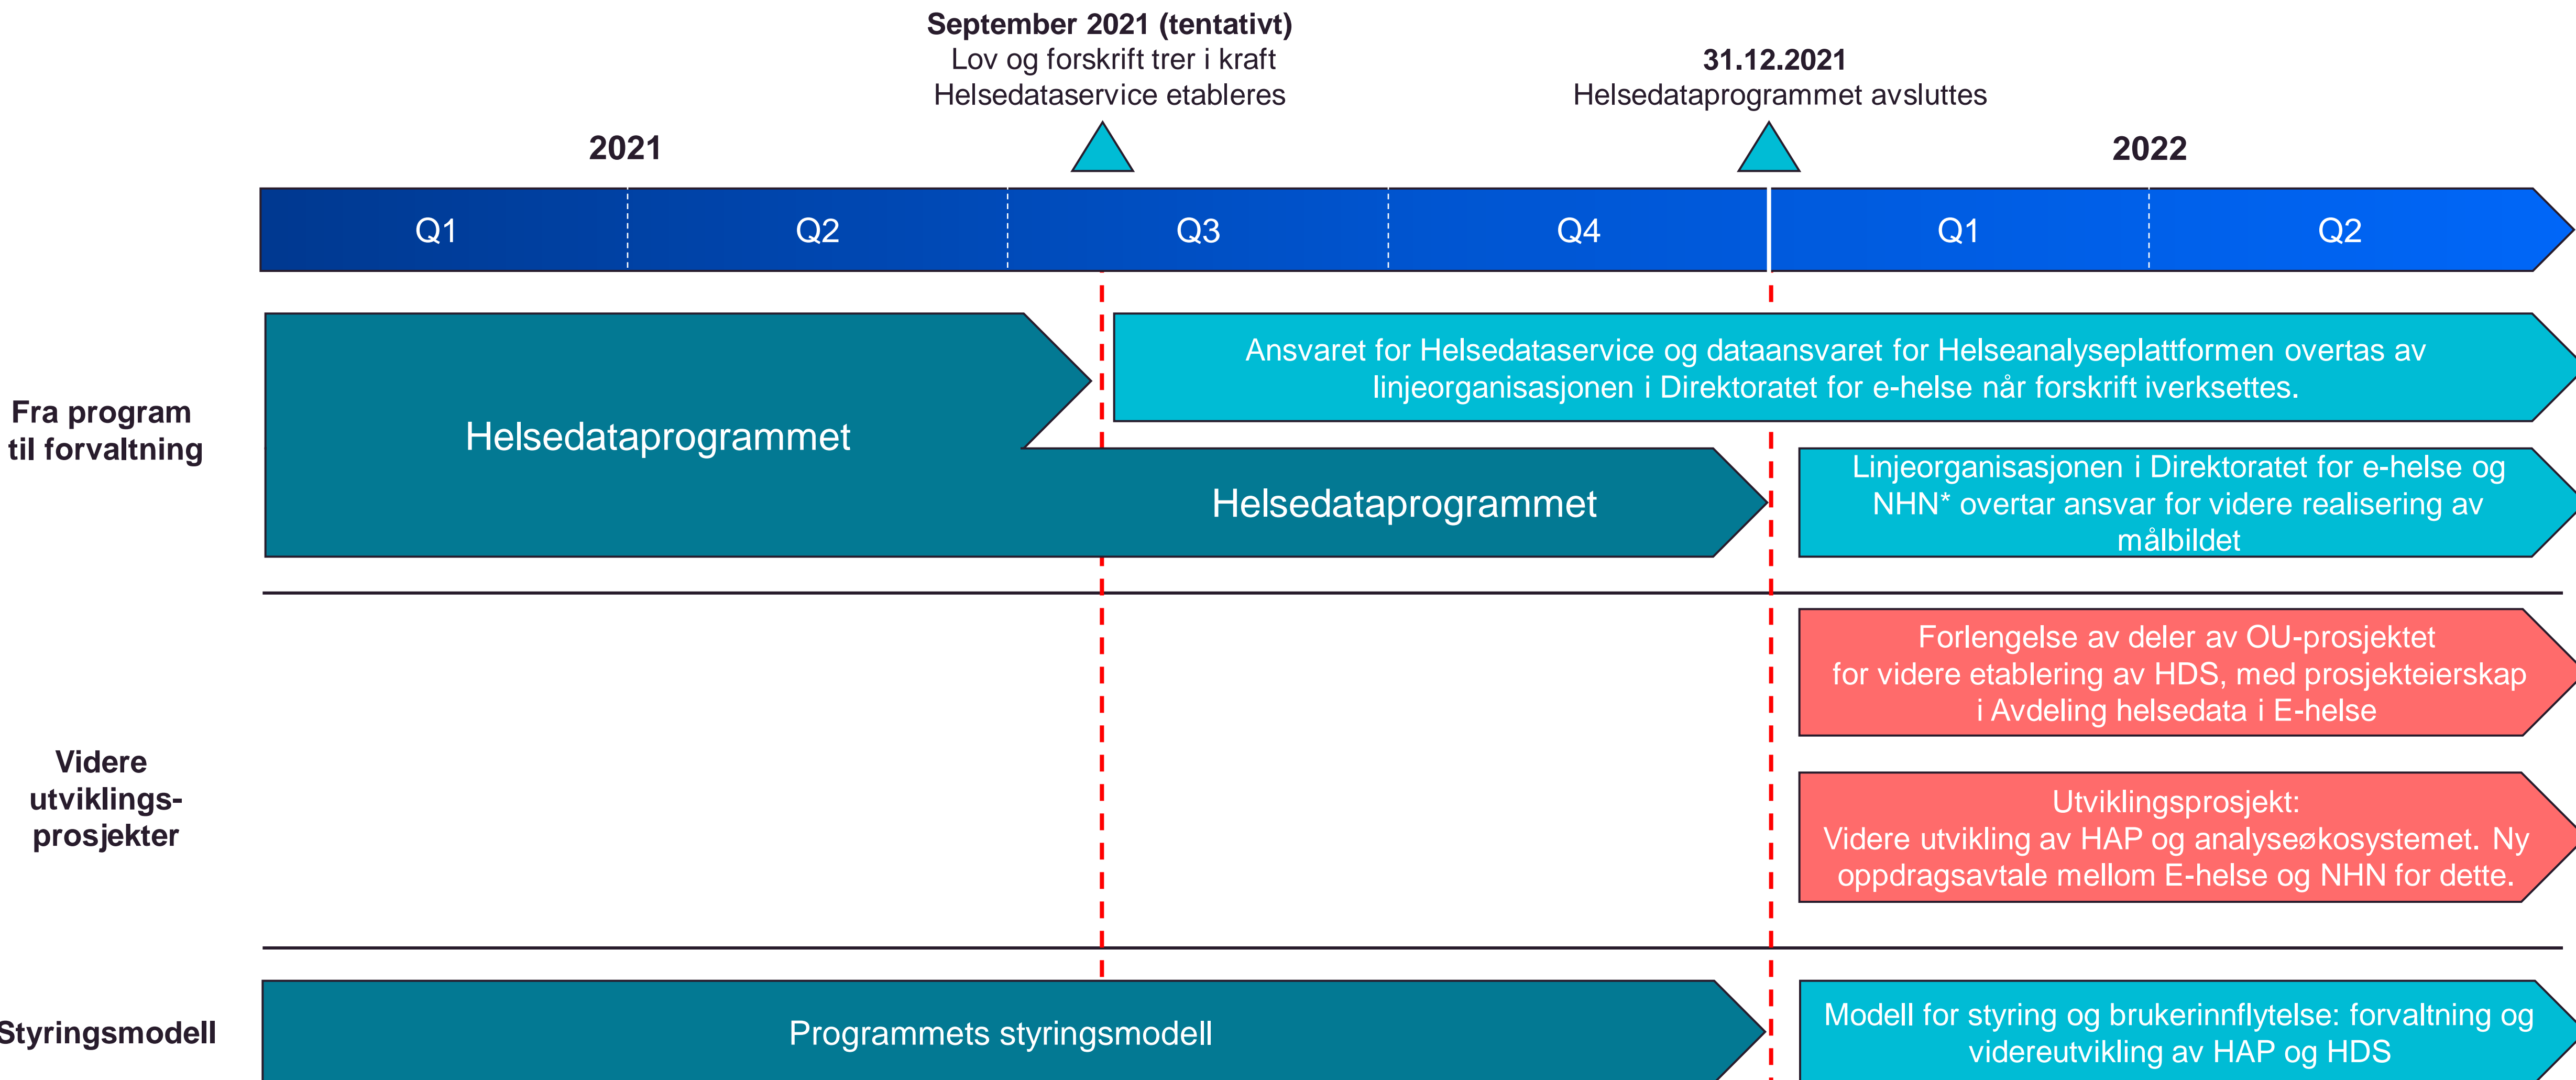 September 2021 (tentativt)
Lov og forskrift trer i kraft
Helsedataservice etableres
31.12.2021
Helsedataprogrammet avsluttes
2021
2022
Q1
Q2
Q3
Q4
Q1
Q2
Fra program
til forvaltning
Helsedataprogrammet
Ansvaret for Helsedataservice og dataansvaret for Helseanalyseplattformen overtas av
linjeorganisasjonen i Direktoratet for e-helse når forskrift iverksettes.
Helsedataprogrammet
Linjeorganisasjonen i Direktoratet for e-helse og
NHN* overtar ansvar for videre realisering av
målbildet
Videre
utviklings-
prosjekter
Forlengelse av deler av OU-prosjektet
for videre etablering av HDS, med prosjekteierskap
i Avdeling helsedata i E-helse
Utviklingsprosjekt:
Videre utvikling av HAP og analyseøkosystemet. Ny
oppdragsavtale mellom E-helse og NHN for dette.
Styringsmodell
Programmets styringsmodell
Modell for styring og brukerinnflytelse: forvaltning og
videreutvikling av HAP og HDS